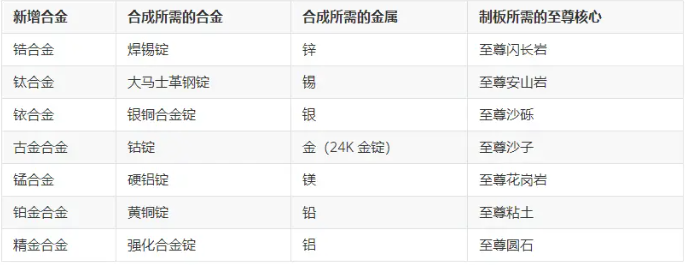 新增合金 合成所需的合金 合成所需的金属 制板所需的至尊核心
锆合金 焊锡锭 锌 至尊闪长岩
钛合金 大马士革钢锭 锡 至尊安山岩
铱合金 银铜合金锭 银 至尊沙砾
古金合金 钴锭 金（24K 金锭） 至尊沙子
锰合金 硬铝锭 镁 至尊花岗岩
铂金合金 黄铜锭 铅 至尊粘土
精金合金 强化合金锭 铝 至尊圆石